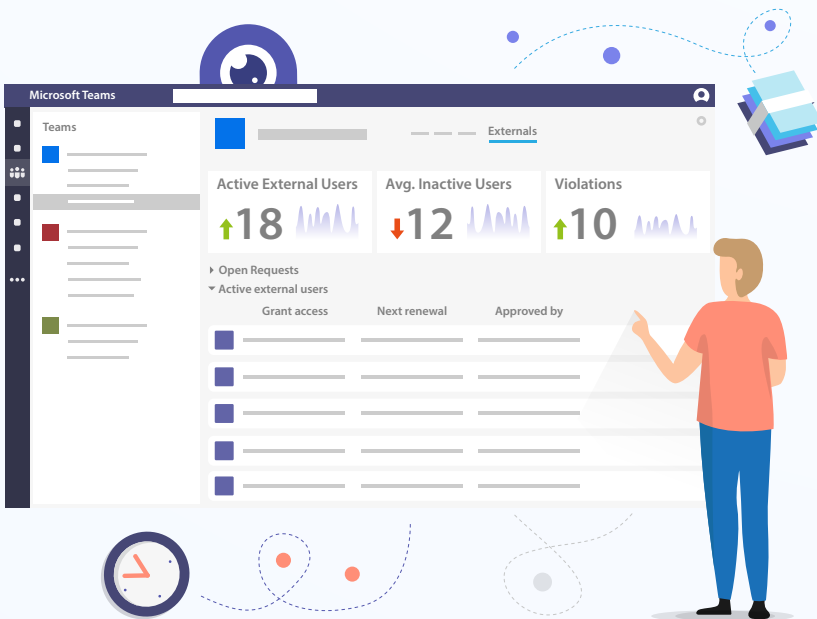 Microsoft Teams
Teams
Externals
Active External Users
18
Avg. Inactive Users
12
Violations
10
Open Requests
Active external users
Grant access Next renewal Approved by